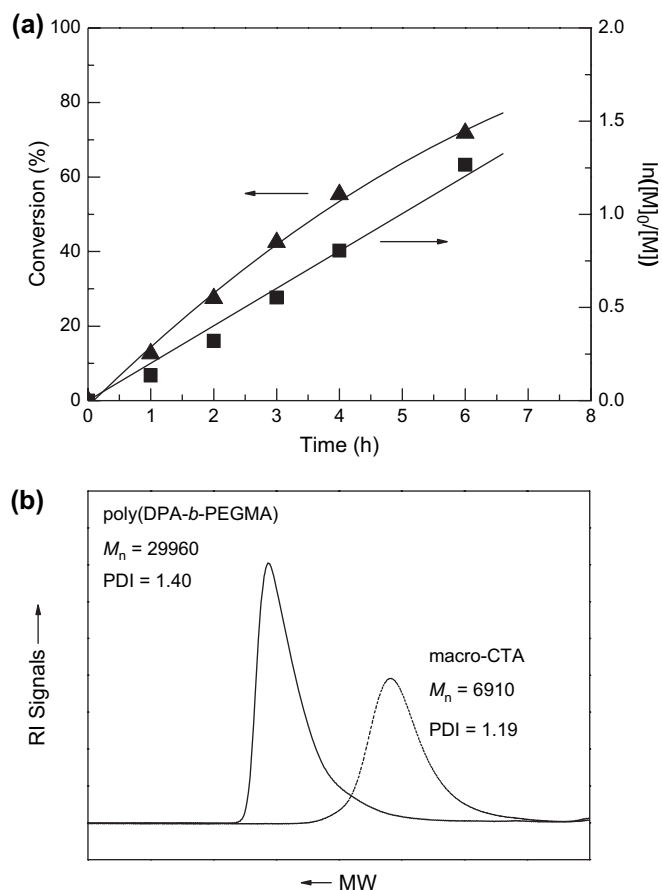 (a)
100
80
60
40
20
0
Conversion (%)
2.0
1.5
1.0
0.5
0.0
ln([M]₀/[M])
0 1 2 3 4 5 6 7 8
Time (h)
(b)
poly(DPA-b-PEGMA)
Mₙ = 29960
PDI = 1.40
macro-CTA
Mₙ = 6910
PDI = 1.19
RI Signals →
← MW